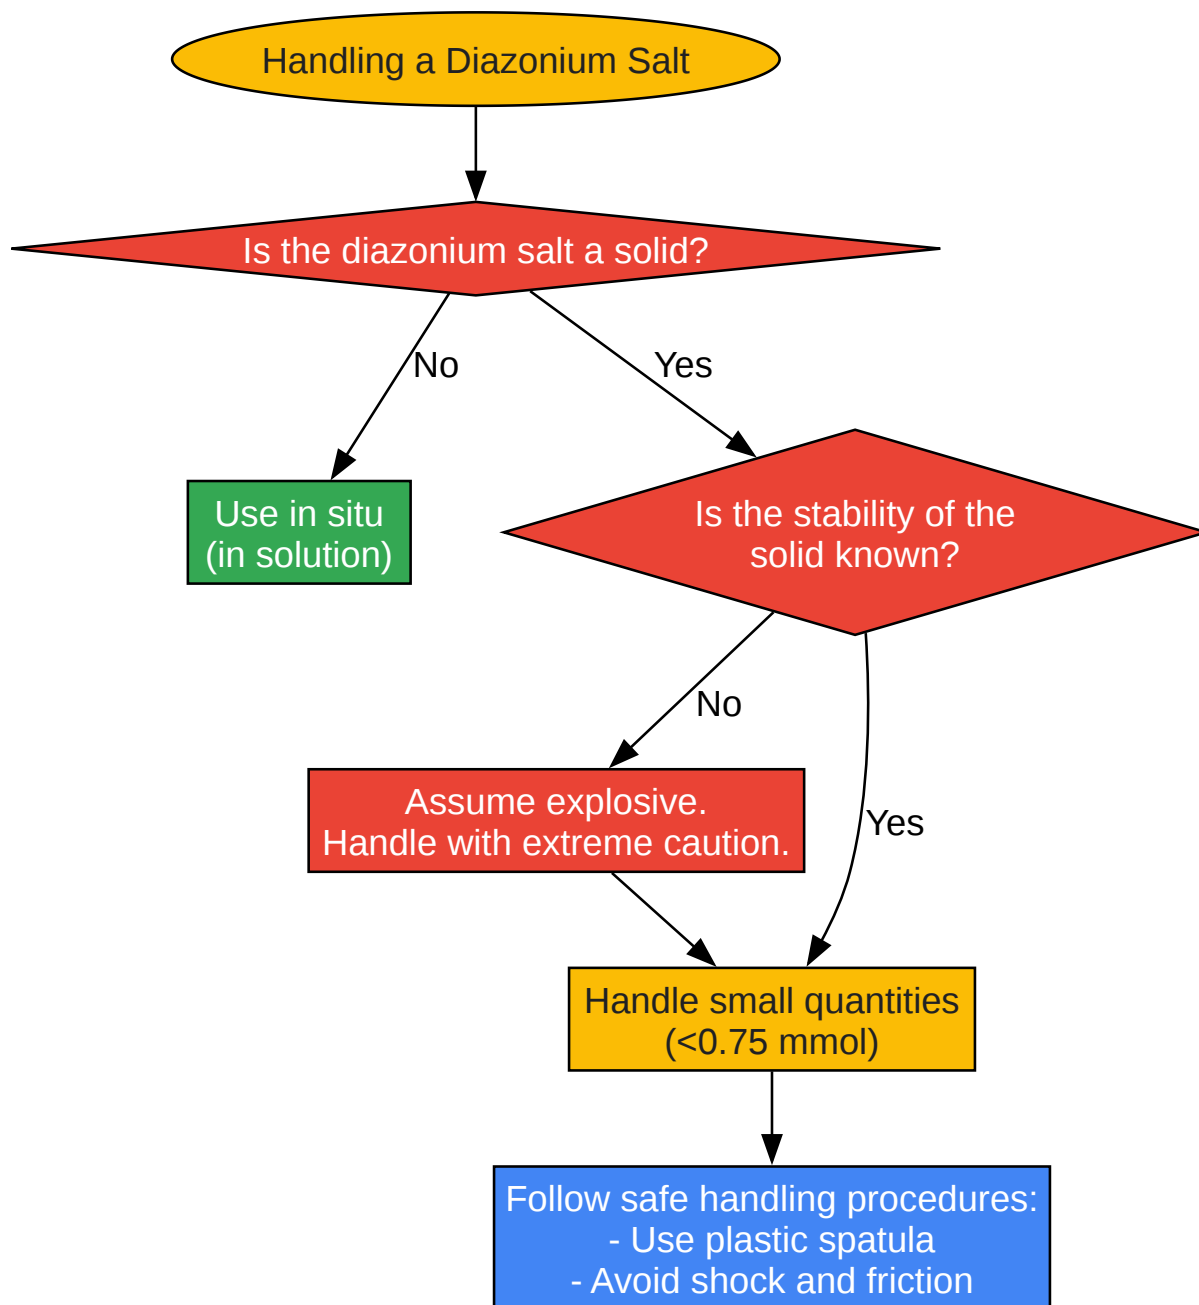 Handling a Diazonium Salt
Is the diazonium salt a solid?
No
Yes
Use in situ
(in solution)
Is the stability of the
solid known?
No
Assume explosive.
Handle with extreme caution.
Yes
Handle small quantities
(<0.75 mmol)
Follow safe handling procedures:
- Use plastic spatula
- Avoid shock and friction